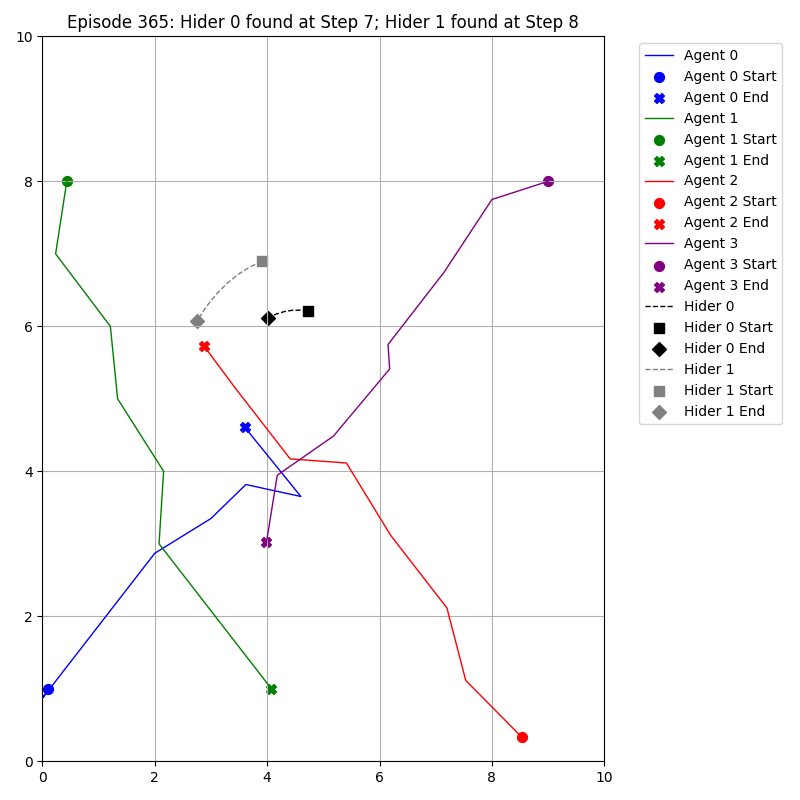 Episode 365: Hider 0 found at Step 7; Hider 1 found at Step 8
10
8
6
4
2
0
0
2
4
6
8
10
Agent 0
Agent 0 Start
Agent 0 End
Agent 1
Agent 1 Start
Agent 1 End
Agent 2
Agent 2 Start
Agent 2 End
Agent 3
Agent 3 Start
Agent 3 End
Hider 0
Hider 0 Start
Hider 0 End
Hider 1
Hider 1 Start
Hider 1 End